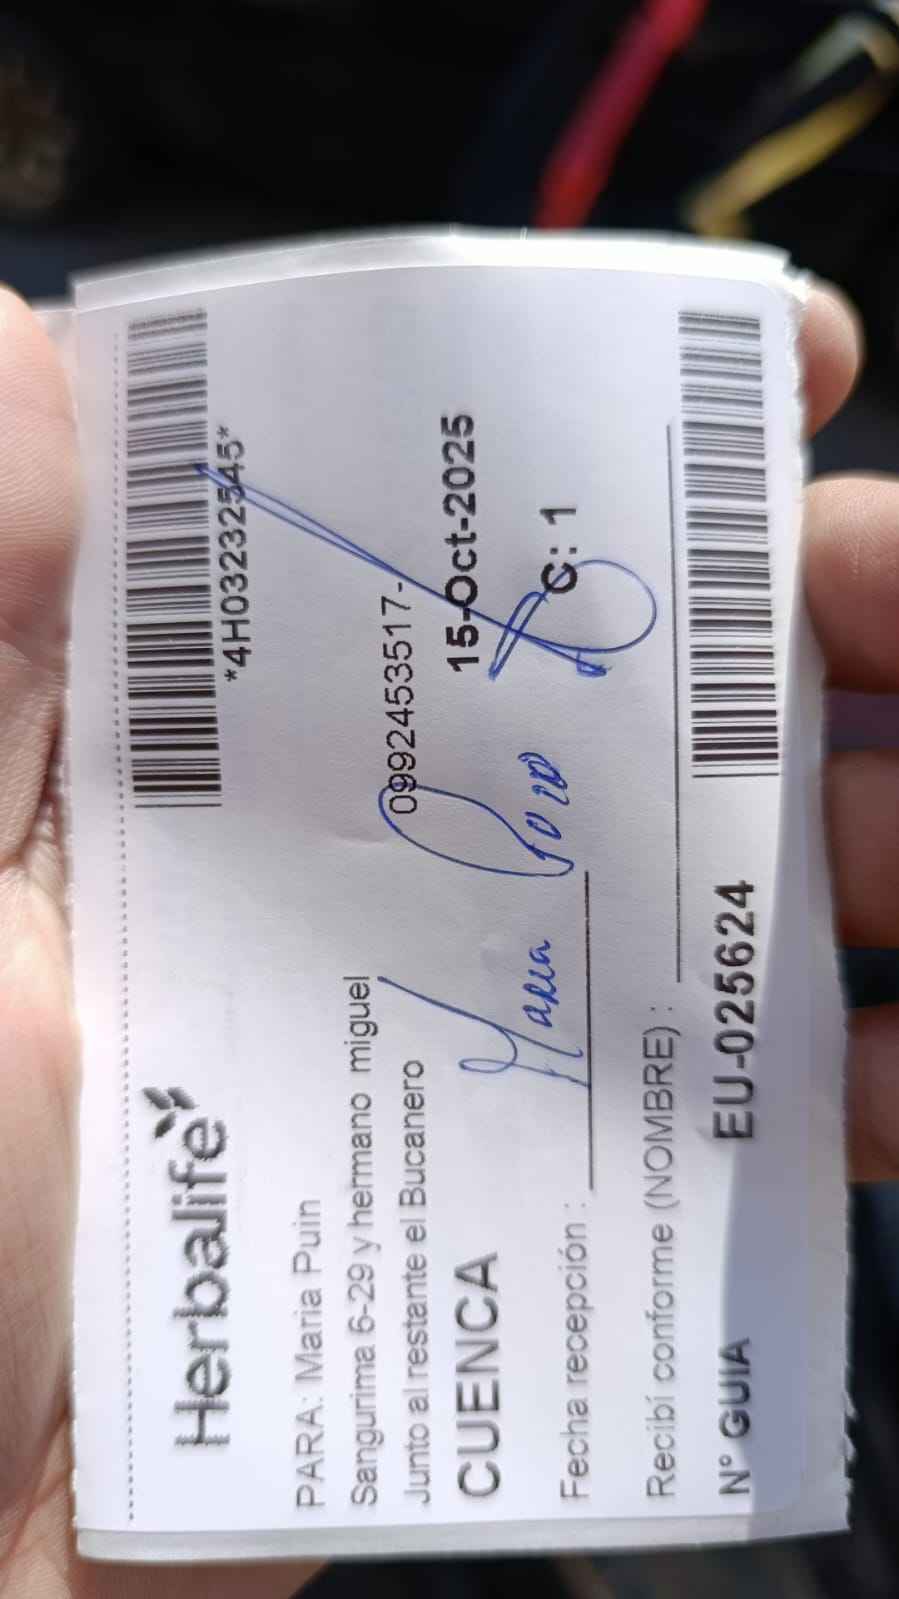 Herbalife
*4H03232545*
PARA: Maria Puin
Sangurima 6-29 y hermano miguel
0992453517-
Junto al restante el Bucanero
CUENCA
15-Oct-2025
Maria
Fecha recepción :
C: 1
Recibí conforme (NOMBRE) :
N° GUIA
EU-025624